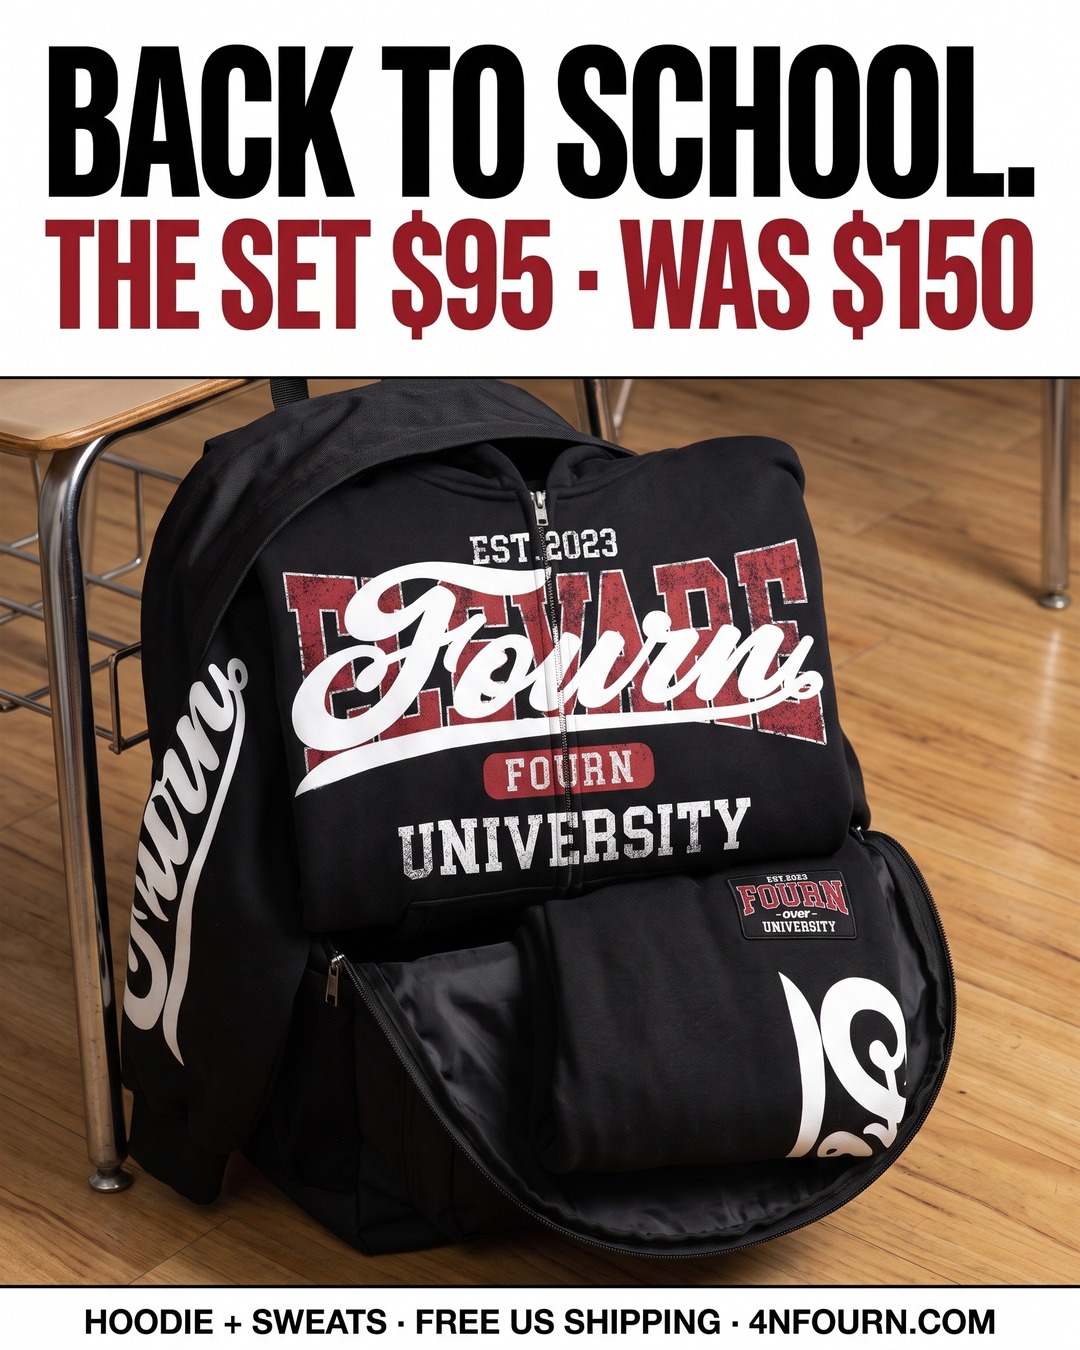 BACK TO SCHOOL.
THE SET $95 · WAS $150
EST. 2023
ELEVARE
Fourn
FOURN
UNIVERSITY
Fourn
EST. 2023
FOURN
-over-
UNIVERSITY
HOODIE + SWEATS · FREE US SHIPPING · 4NFOURN.COM